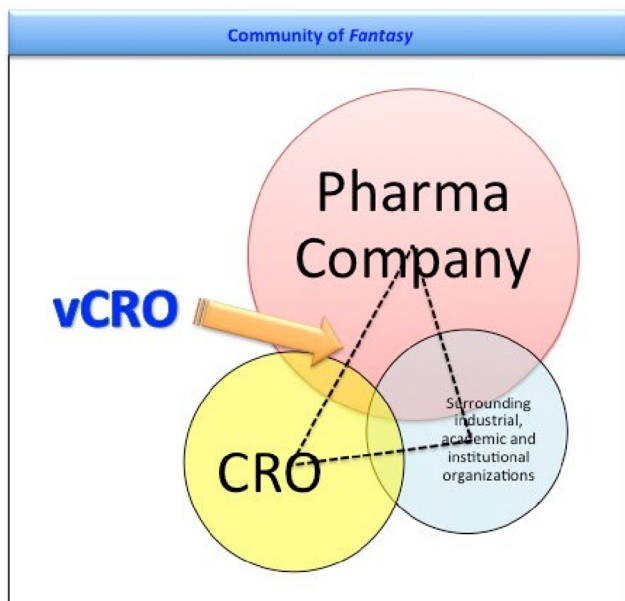 Community of Fantasy
Pharma
Company
vCRO
CRO
Surrounding
industrial,
academic and
institutional
organizations